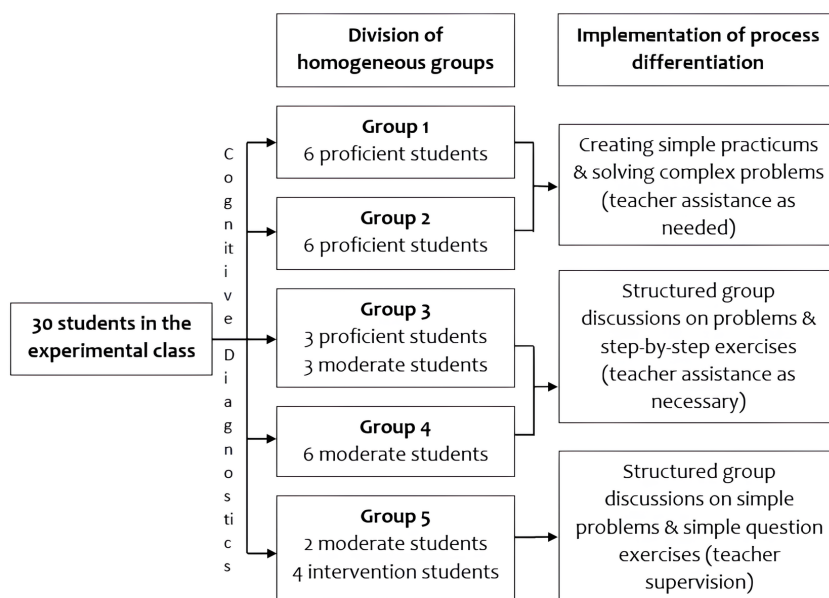 Division of
homogeneous groups
Implementation of process
differentiation
30 students in the
experimental class
Cognitive Diagnostics
Group 1
6 proficient students
Group 2
6 proficient students
Group 3
3 proficient students
3 moderate students
Group 4
6 moderate students
Group 5
2 moderate students
4 intervention students
Creating simple practicums
& solving complex problems
(teacher assistance as
needed)
Structured group
discussions on problems &
step-by-step exercises
(teacher assistance as
necessary)
Structured group
discussions on simple
problems & simple question
exercises (teacher
supervision)